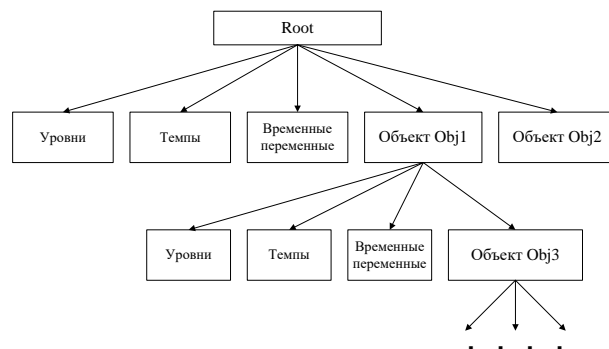 Root
Уровни
Темпы
Временные
переменные
Объект Obj1
Объект Obj2
Уровни
Темпы
Временные
переменные
Объект Obj3
. . . .